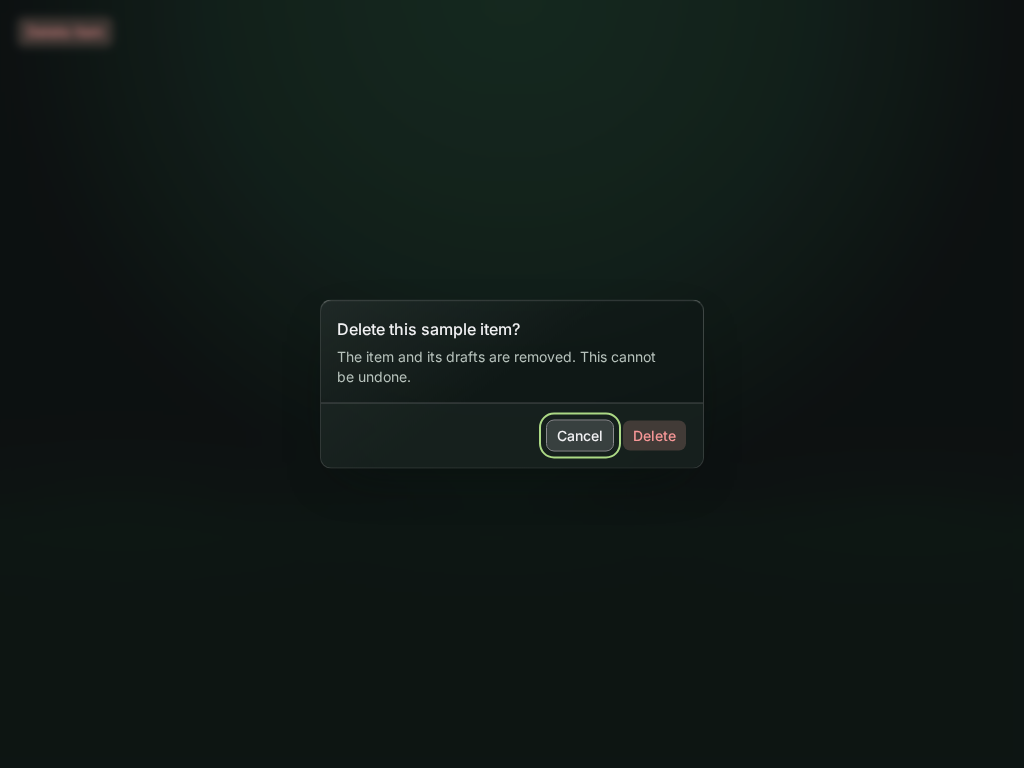 Delete this sample item?
The item and its drafts are removed. This cannot
be undone.
Cancel Delete